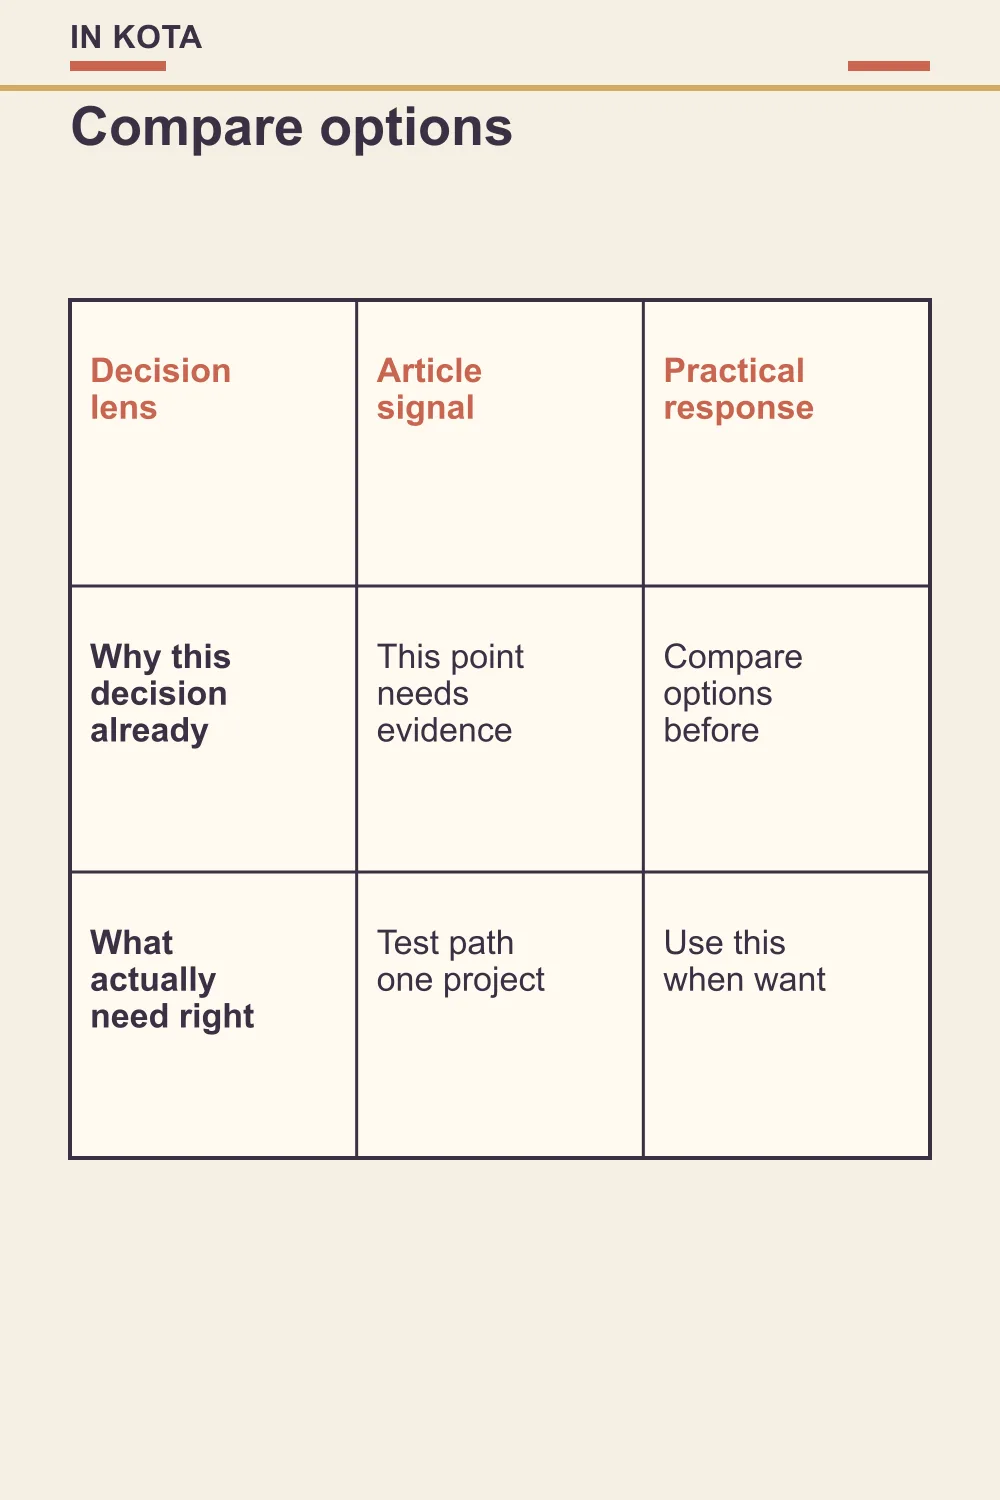 IN KOTA
Compare options
Decision
lens
Article
signal
Practical
response
Why this
decision
already
This point
needs
evidence
Compare
options
before
What
actually
need right
Test path
one project
Use this
when want